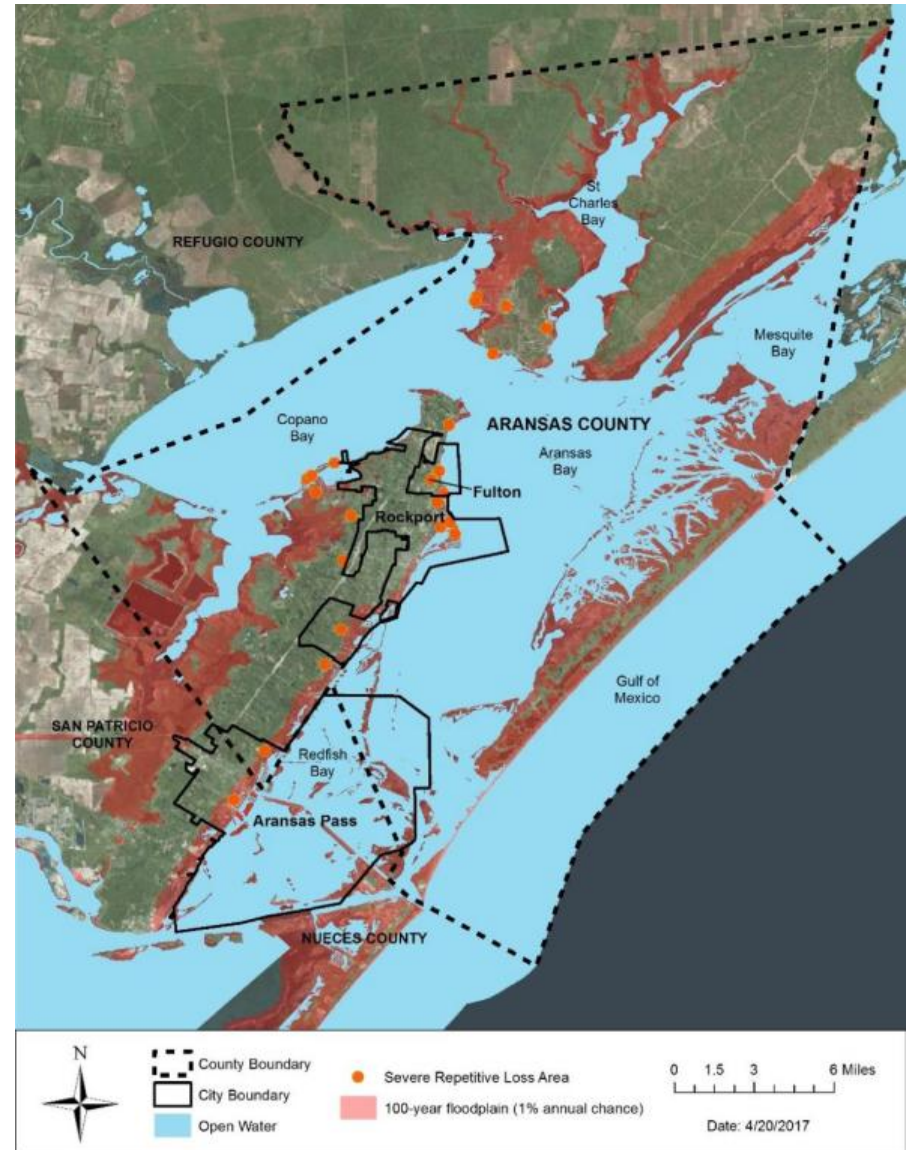 St
Charles
Bay
REFUGIO COUNTY
Mesquite
Bay
Copano
Bay
ARANSAS COUNTY
Aransas
Bay
Fulton
Rockport
Gulf of
Mexico
SAN PATRICIO
COUNTY
Redfish
Bay
Aransas Pass
NUECES COUNTY
N
County Boundary
City Boundary
Open Water
Severe Repetitive Loss Area
100-year floodplain (1% annual chance)
0 1.5 3 6 Miles
Date: 4/20/2017